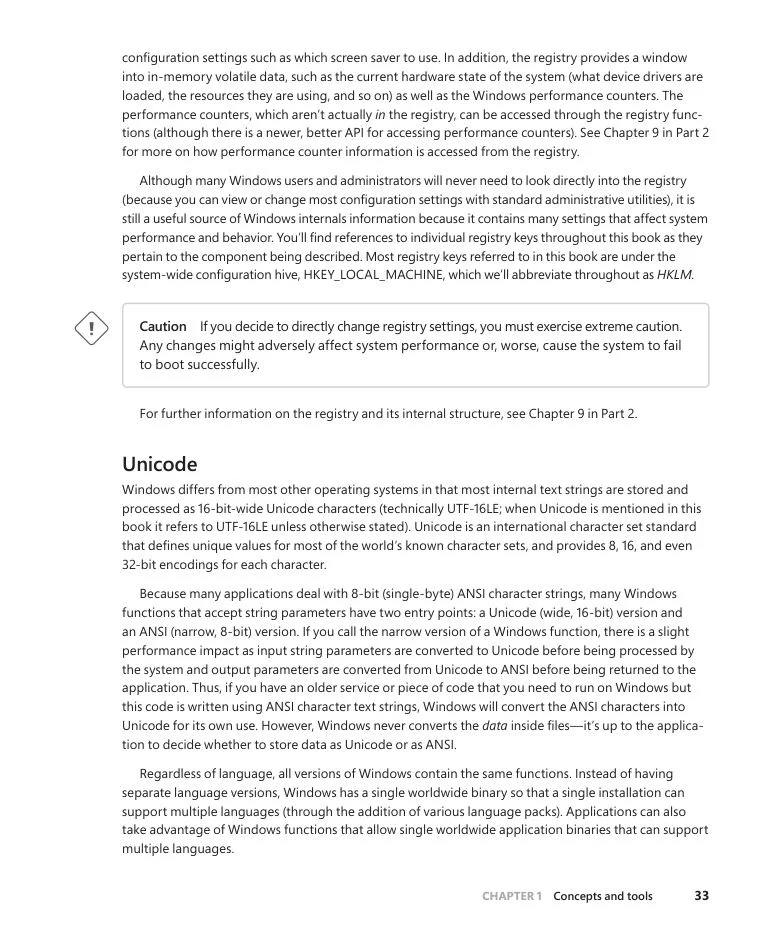 configuration settings such as which screen saver to use. In addition, the registry provides a window
into in-memory volatile data, such as the current hardware state of the system (what device drivers are
loaded, the resources they are using, and so on) as well as the Windows performance counters. The
performance counters, which aren’t actually in the registry, can be accessed through the registry func-
tions (although there is a newer, better API for accessing performance counters). See Chapter 9 in Part 2
for more on how performance counter information is accessed from the registry.
Although many Windows users and administrators will never need to look directly into the registry
(because you can view or change most configuration settings with standard administrative utilities), it is
still a useful source of Windows internals information because it contains many settings that affect system
performance and behavior. You’ll find references to individual registry keys throughout this book as they
pertain to the component being described. Most registry keys referred to in this book are under the
system-wide configuration hive, HKEY_LOCAL_MACHINE, which we’ll abbreviate throughout as HKLM.
!
Caution If you decide to directly change registry settings, you must exercise extreme caution.
Any changes might adversely affect system performance or, worse, cause the system to fail
to boot successfully.
For further information on the registry and its internal structure, see Chapter 9 in Part 2.
Unicode
Windows differs from most other operating systems in that most internal text strings are stored and
processed as 16-bit-wide Unicode characters (technically UTF-16LE; when Unicode is mentioned in this
book it refers to UTF-16LE unless otherwise stated). Unicode is an international character set standard
that defines unique values for most of the world’s known character sets, and provides 8, 16, and even
32-bit encodings for each character.
Because many applications deal with 8-bit (single-byte) ANSI character strings, many Windows
functions that accept string parameters have two entry points: a Unicode (wide, 16-bit) version and
an ANSI (narrow, 8-bit) version. If you call the narrow version of a Windows function, there is a slight
performance impact as input string parameters are converted to Unicode before being processed by
the system and output parameters are converted from Unicode to ANSI before being returned to the
application. Thus, if you have an older service or piece of code that you need to run on Windows but
this code is written using ANSI character text strings, Windows will convert the ANSI characters into
Unicode for its own use. However, Windows never converts the data inside files—it’s up to the applica-
tion to decide whether to store data as Unicode or as ANSI.
Regardless of language, all versions of Windows contain the same functions. Instead of having
separate language versions, Windows has a single worldwide binary so that a single installation can
support multiple languages (through the addition of various language packs). Applications can also
take advantage of Windows functions that allow single worldwide application binaries that can support
multiple languages.
CHAPTER 1 Concepts and tools 33